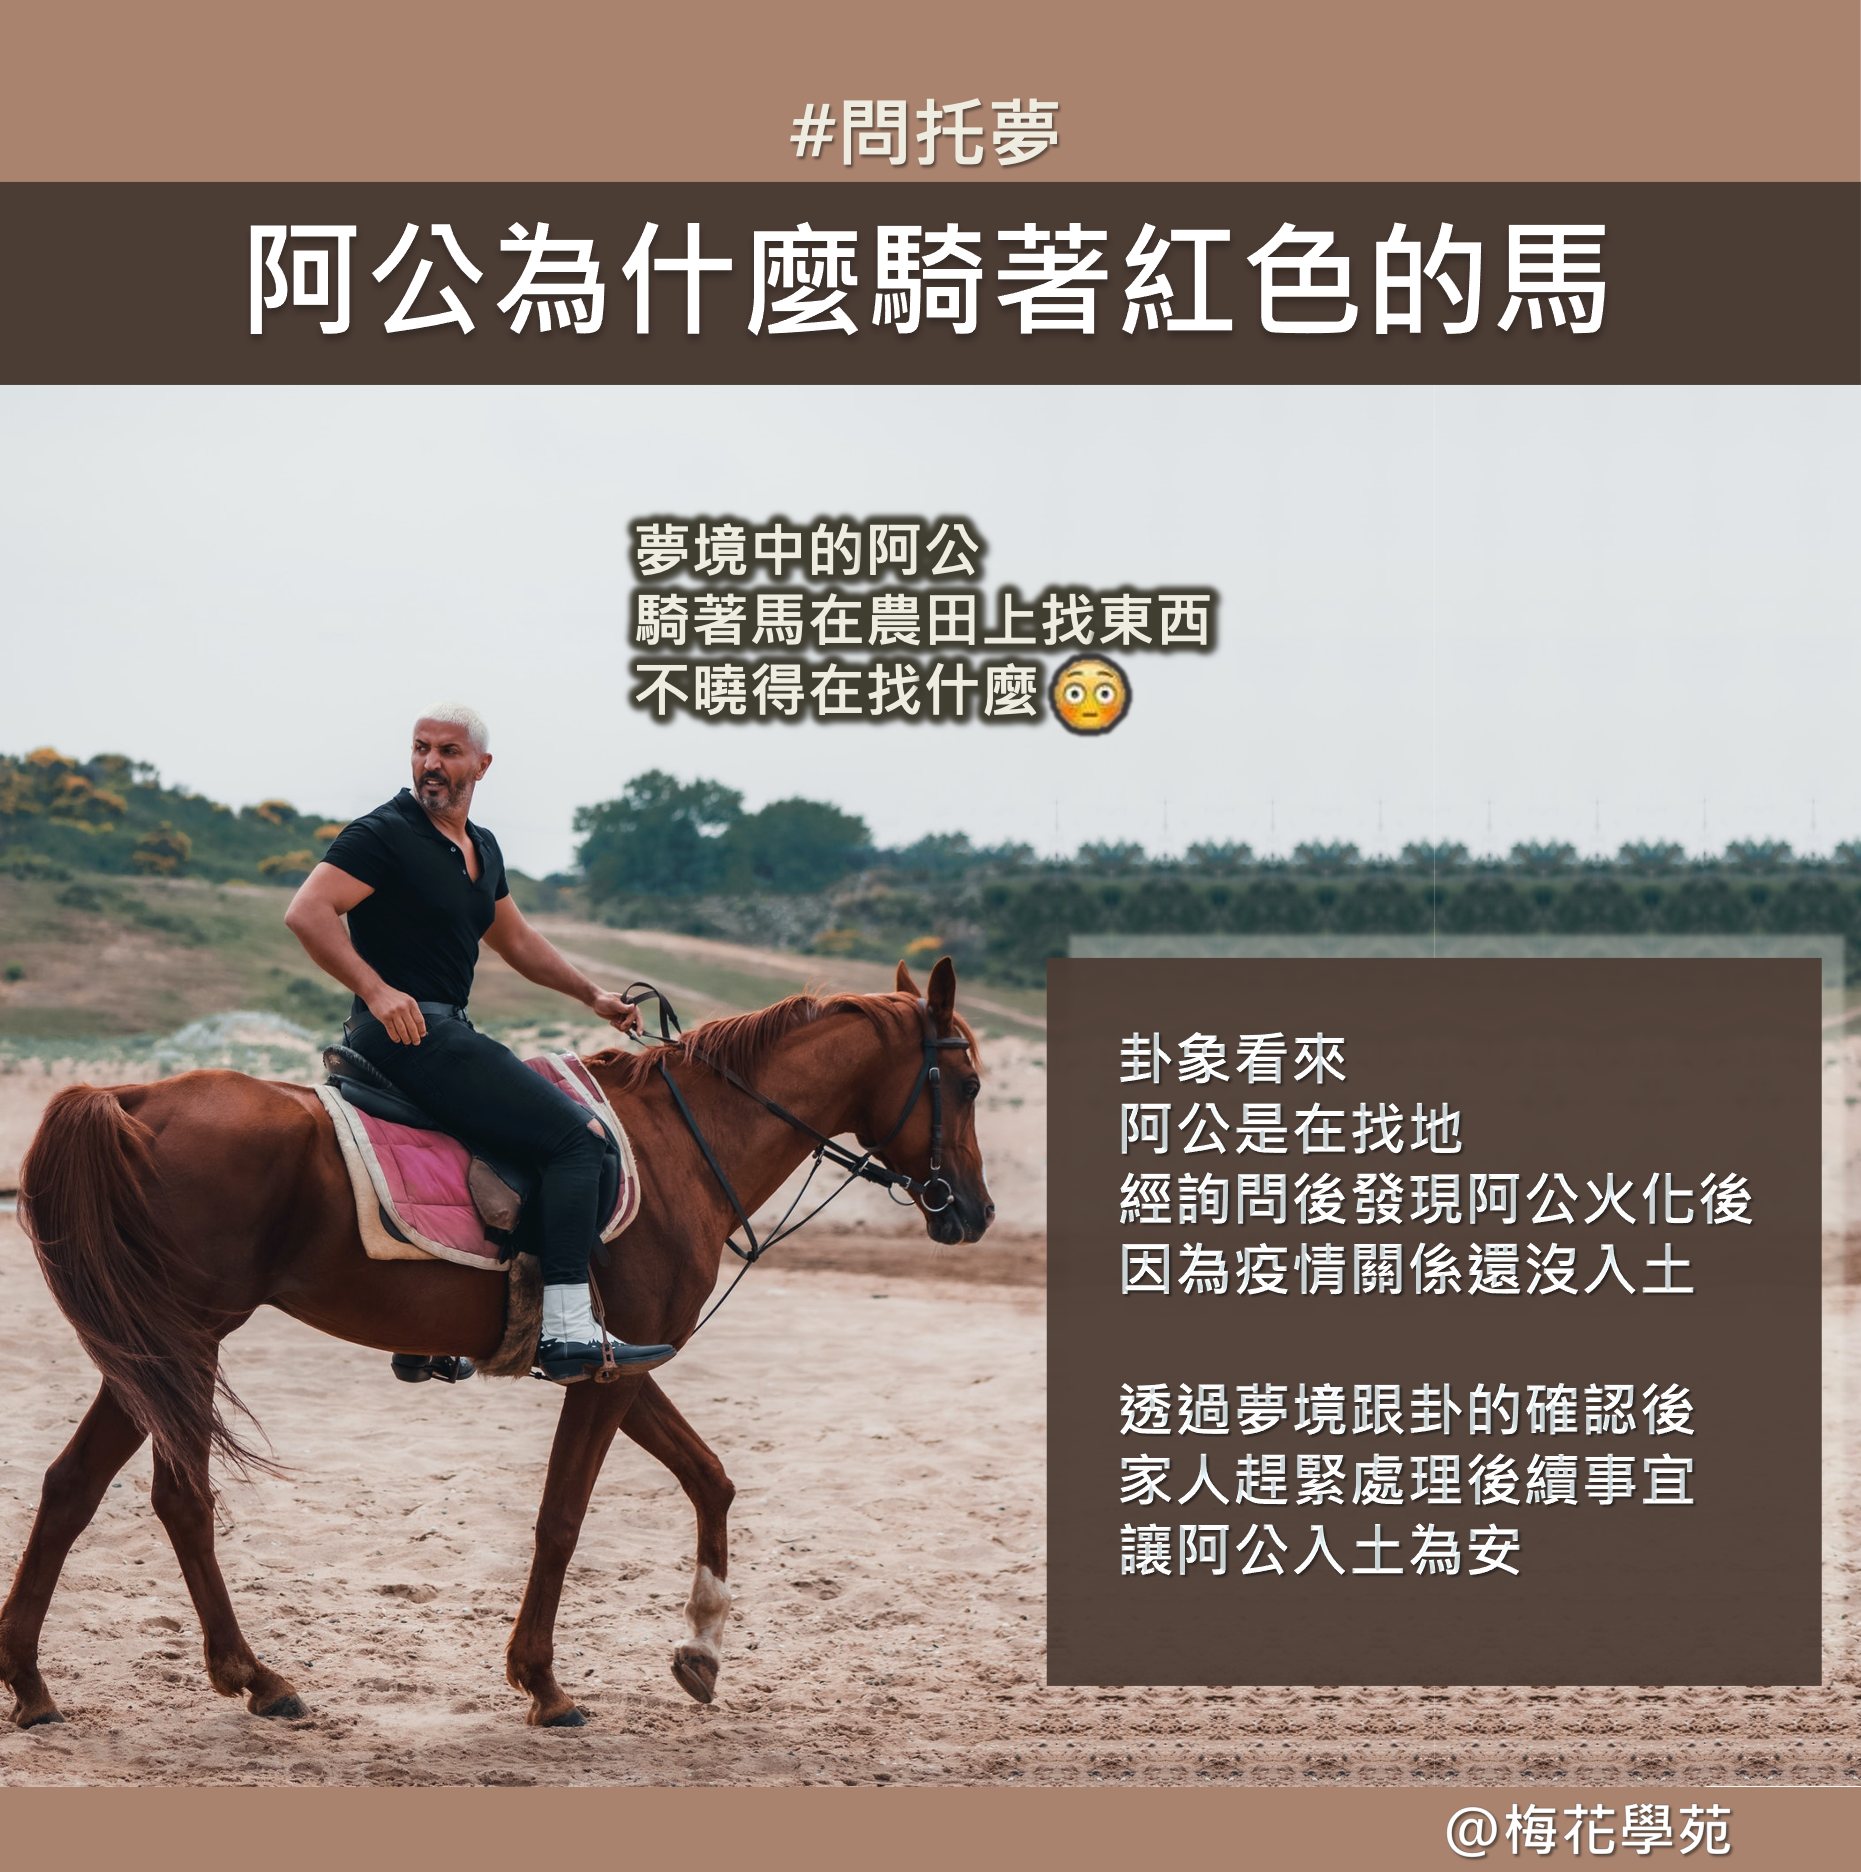 #問托夢
阿公為什麼騎著紅色的馬
夢境中的阿公
騎著馬在農田上找東西
不曉得在找什麼😳
卦象看來
阿公是在找地
經詢問後發現阿公火化後
因為疫情關係還沒入土
透過夢境跟卦的確認後
家人趕緊處理後續事宜
讓阿公入土為安
@梅花學苑